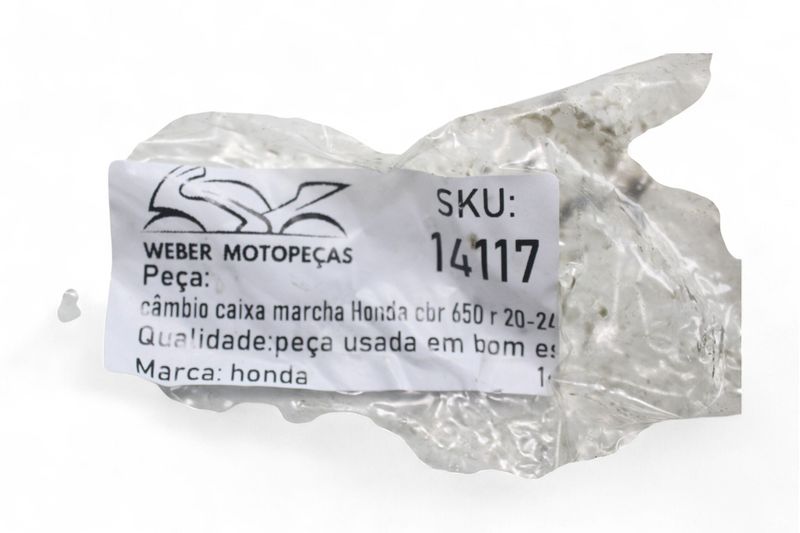 WEBER MOTOPEÇAS
SKU:
14117
Peça:
câmbio caixa marcha Honda cbr 650 r 20-24
Qualidade:peça usada em bom es
Marca: honda